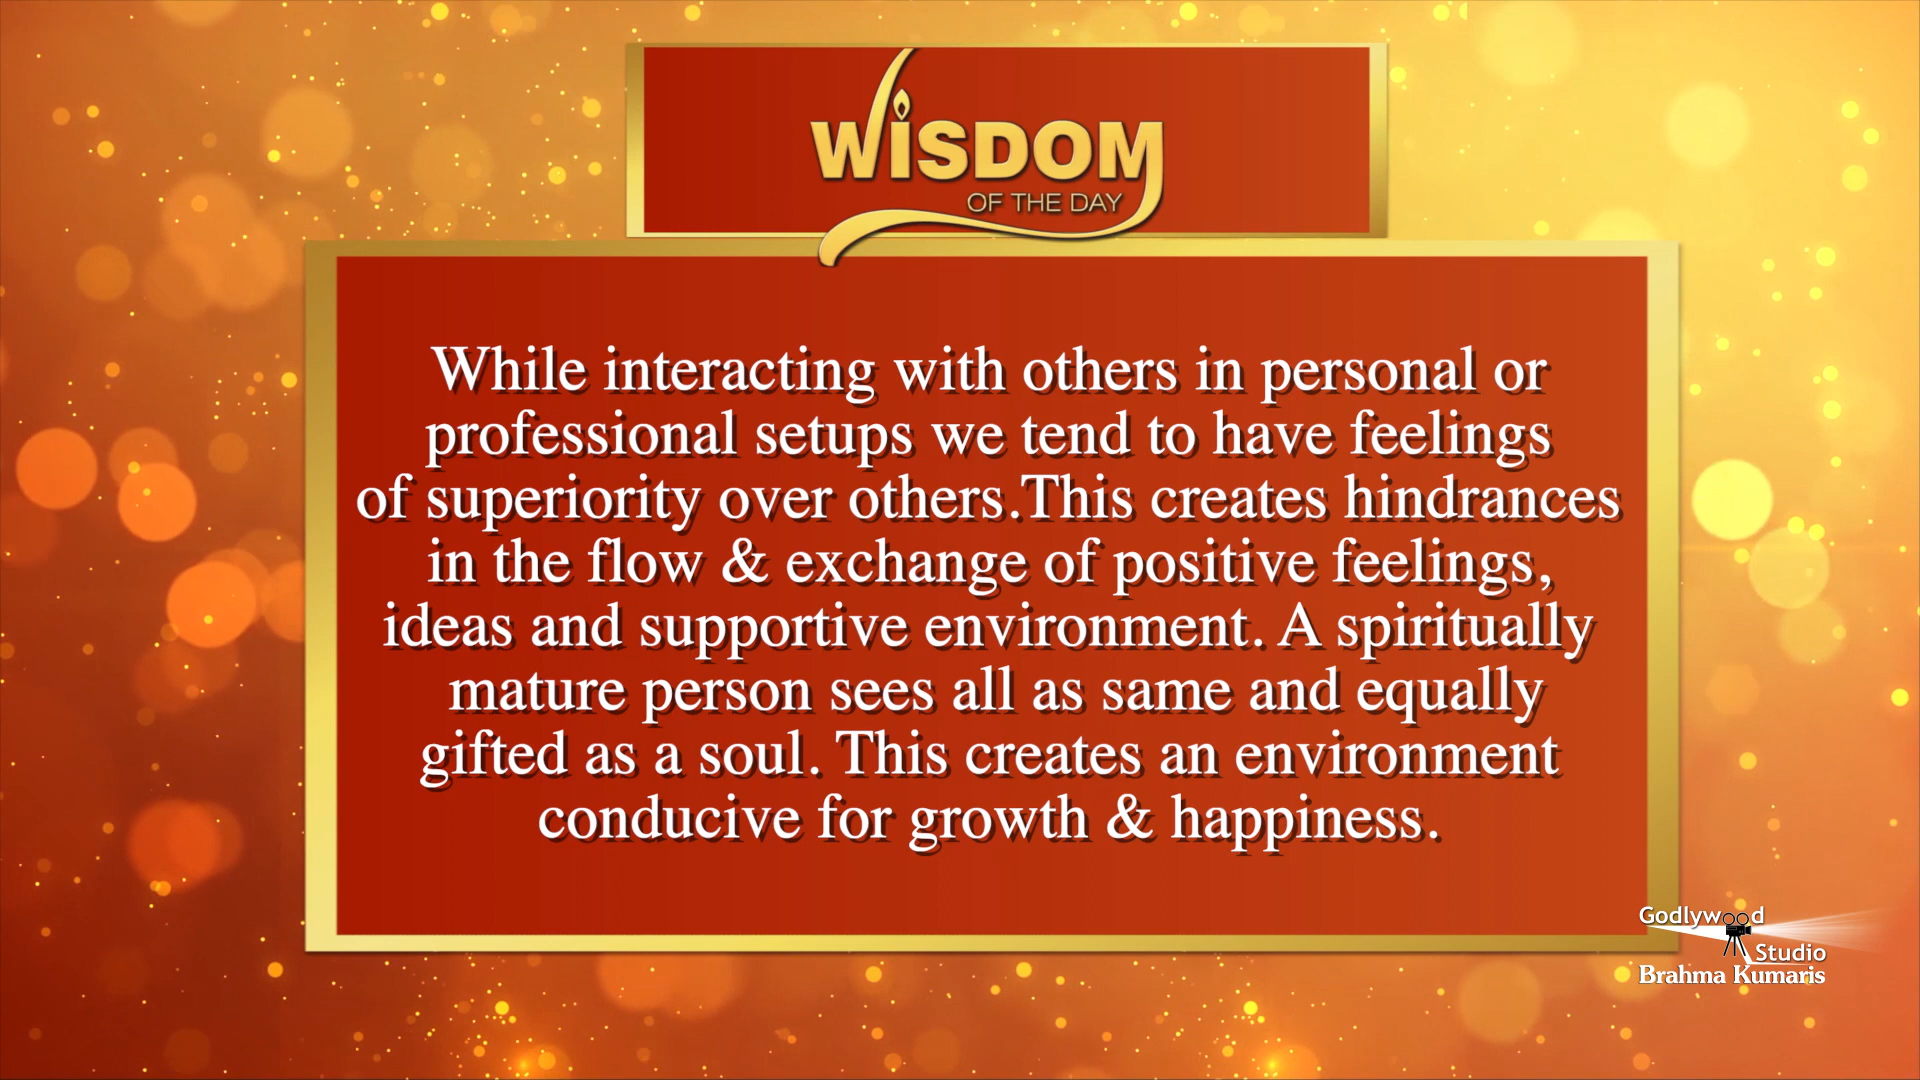 WISDOM
OF THE DAY
While interacting with others in personal or
professional setups we tend to have feelings
of superiority over others.This creates hindrances
in the flow & exchange of positive feelings,
ideas and supportive environment. A spiritually
mature person sees all as same and equally
gifted as a soul. This creates an environment
conducive for growth & happiness.
Godlywood
Studio
Brahma Kumaris